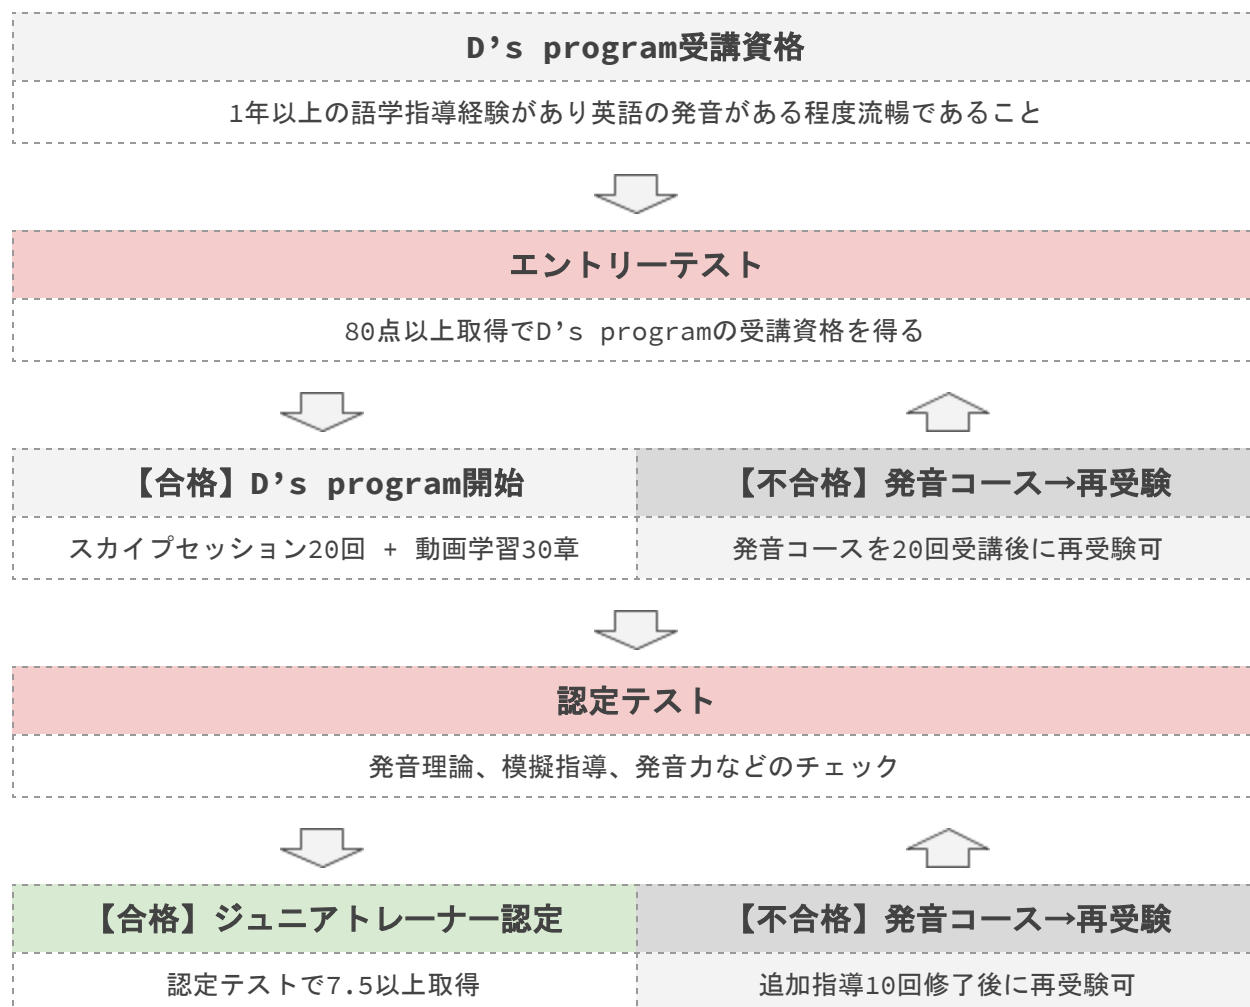 D’s program受講資格
1年以上の語学指導経験があり英語の発音がある程度流暢であること
エントリーテスト
80点以上取得でD’s programの受講資格を得る
【合格】D’s program開始
【不合格】発音コース→再受験
スカイプセッション20回 + 動画学習30章
発音コースを20回受講後に再受験可
認定テスト
発音理論、模擬指導、発音力などのチェック
【合格】ジュニアトレーナー認定
【不合格】発音コース→再受験
認定テストで7.5以上取得
追加指導10回修了後に再受験可